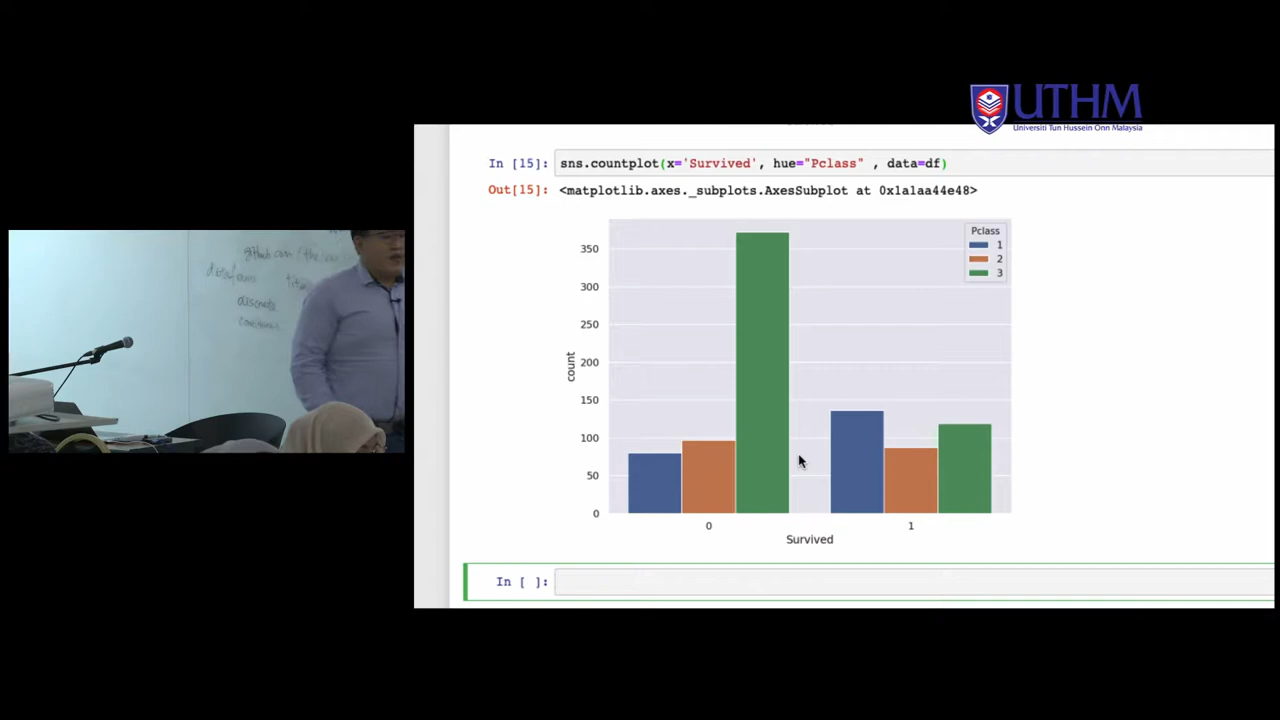 UTHM
Universiti Tun Hussein Onn Malaysia
In [15]: sns.countplot(x='Survived', hue="Pclass" , data=df)
Out[15]: <matplotlib.axes._subplots.AxesSubplot at 0x1a1aa44e48>
Pclass
1
2
3
350
300
250
200
150
100
50
0
count
0
1
Survived
In [ ]:
discrete